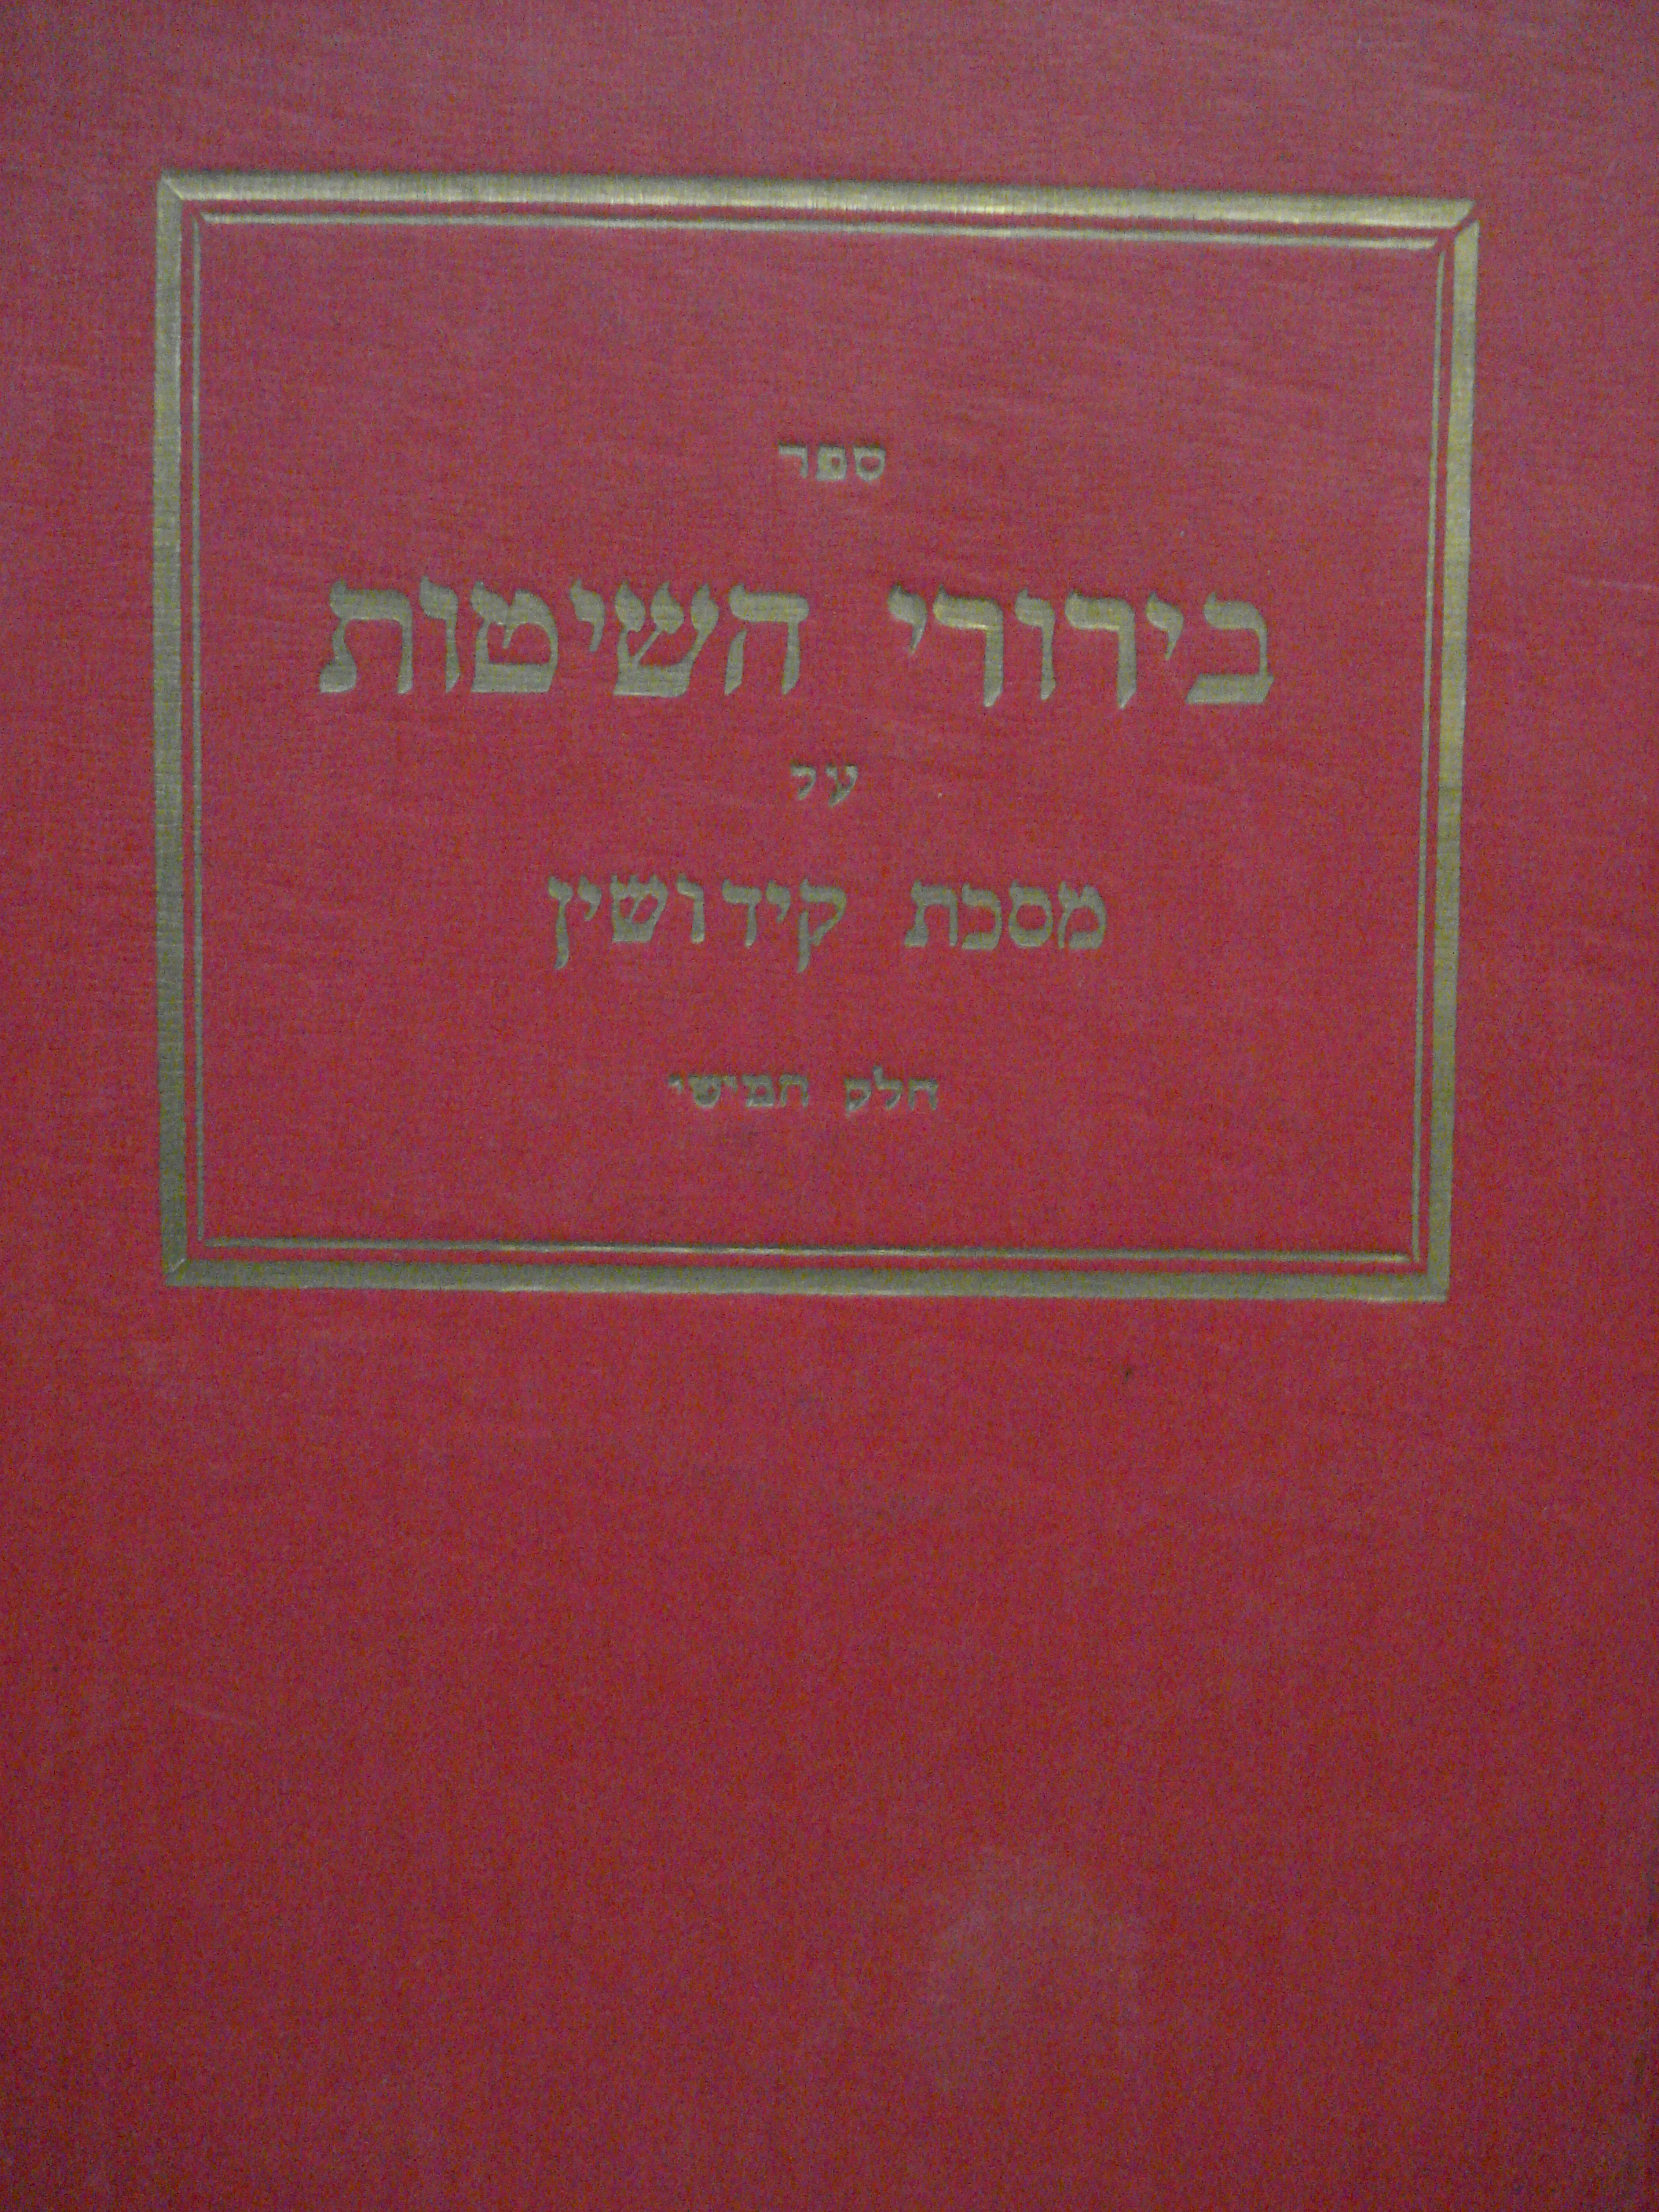 ספר
בירורי השיטות
על
מסכת קידושין
חלק חמישי